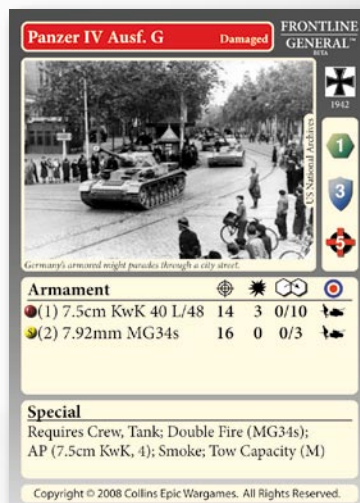 Panzer IV Ausf. G Damaged
FRONTLINE
GENERAL™
BETA
1942
1
3
5
US National Archives
Germany's armored might parades through a city street.
Armament
(1) 7.5cm KwK 40 L/48 14 3 0/10
(2) 7.92mm MG34s 16 0 0/3
Special
Requires Crew, Tank; Double Fire (MG34s);
AP (7.5cm KwK, 4); Smoke; Tow Capacity (M)
Copyright © 2008 Collins Epic Wargames. All Rights Reserved.